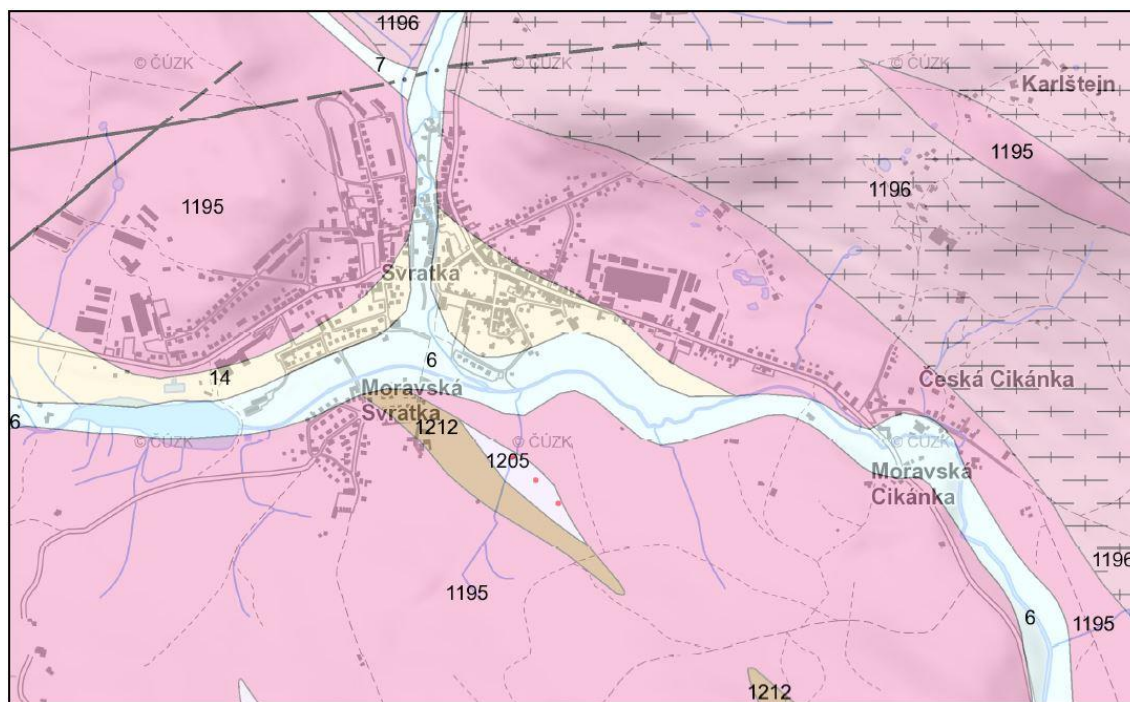 1196
© ČÚZK
© ČÚZK
© ČÚZK
7
Karlštejn
1195
1196
1195
Svratka
6
14
Česká Cikánka
Moravská
Svratka
6
© ČÚZK
1212
© ČÚZK
© ČÚZK
1205
Moravská
Cikánka
1196
1195
6
1195
1212